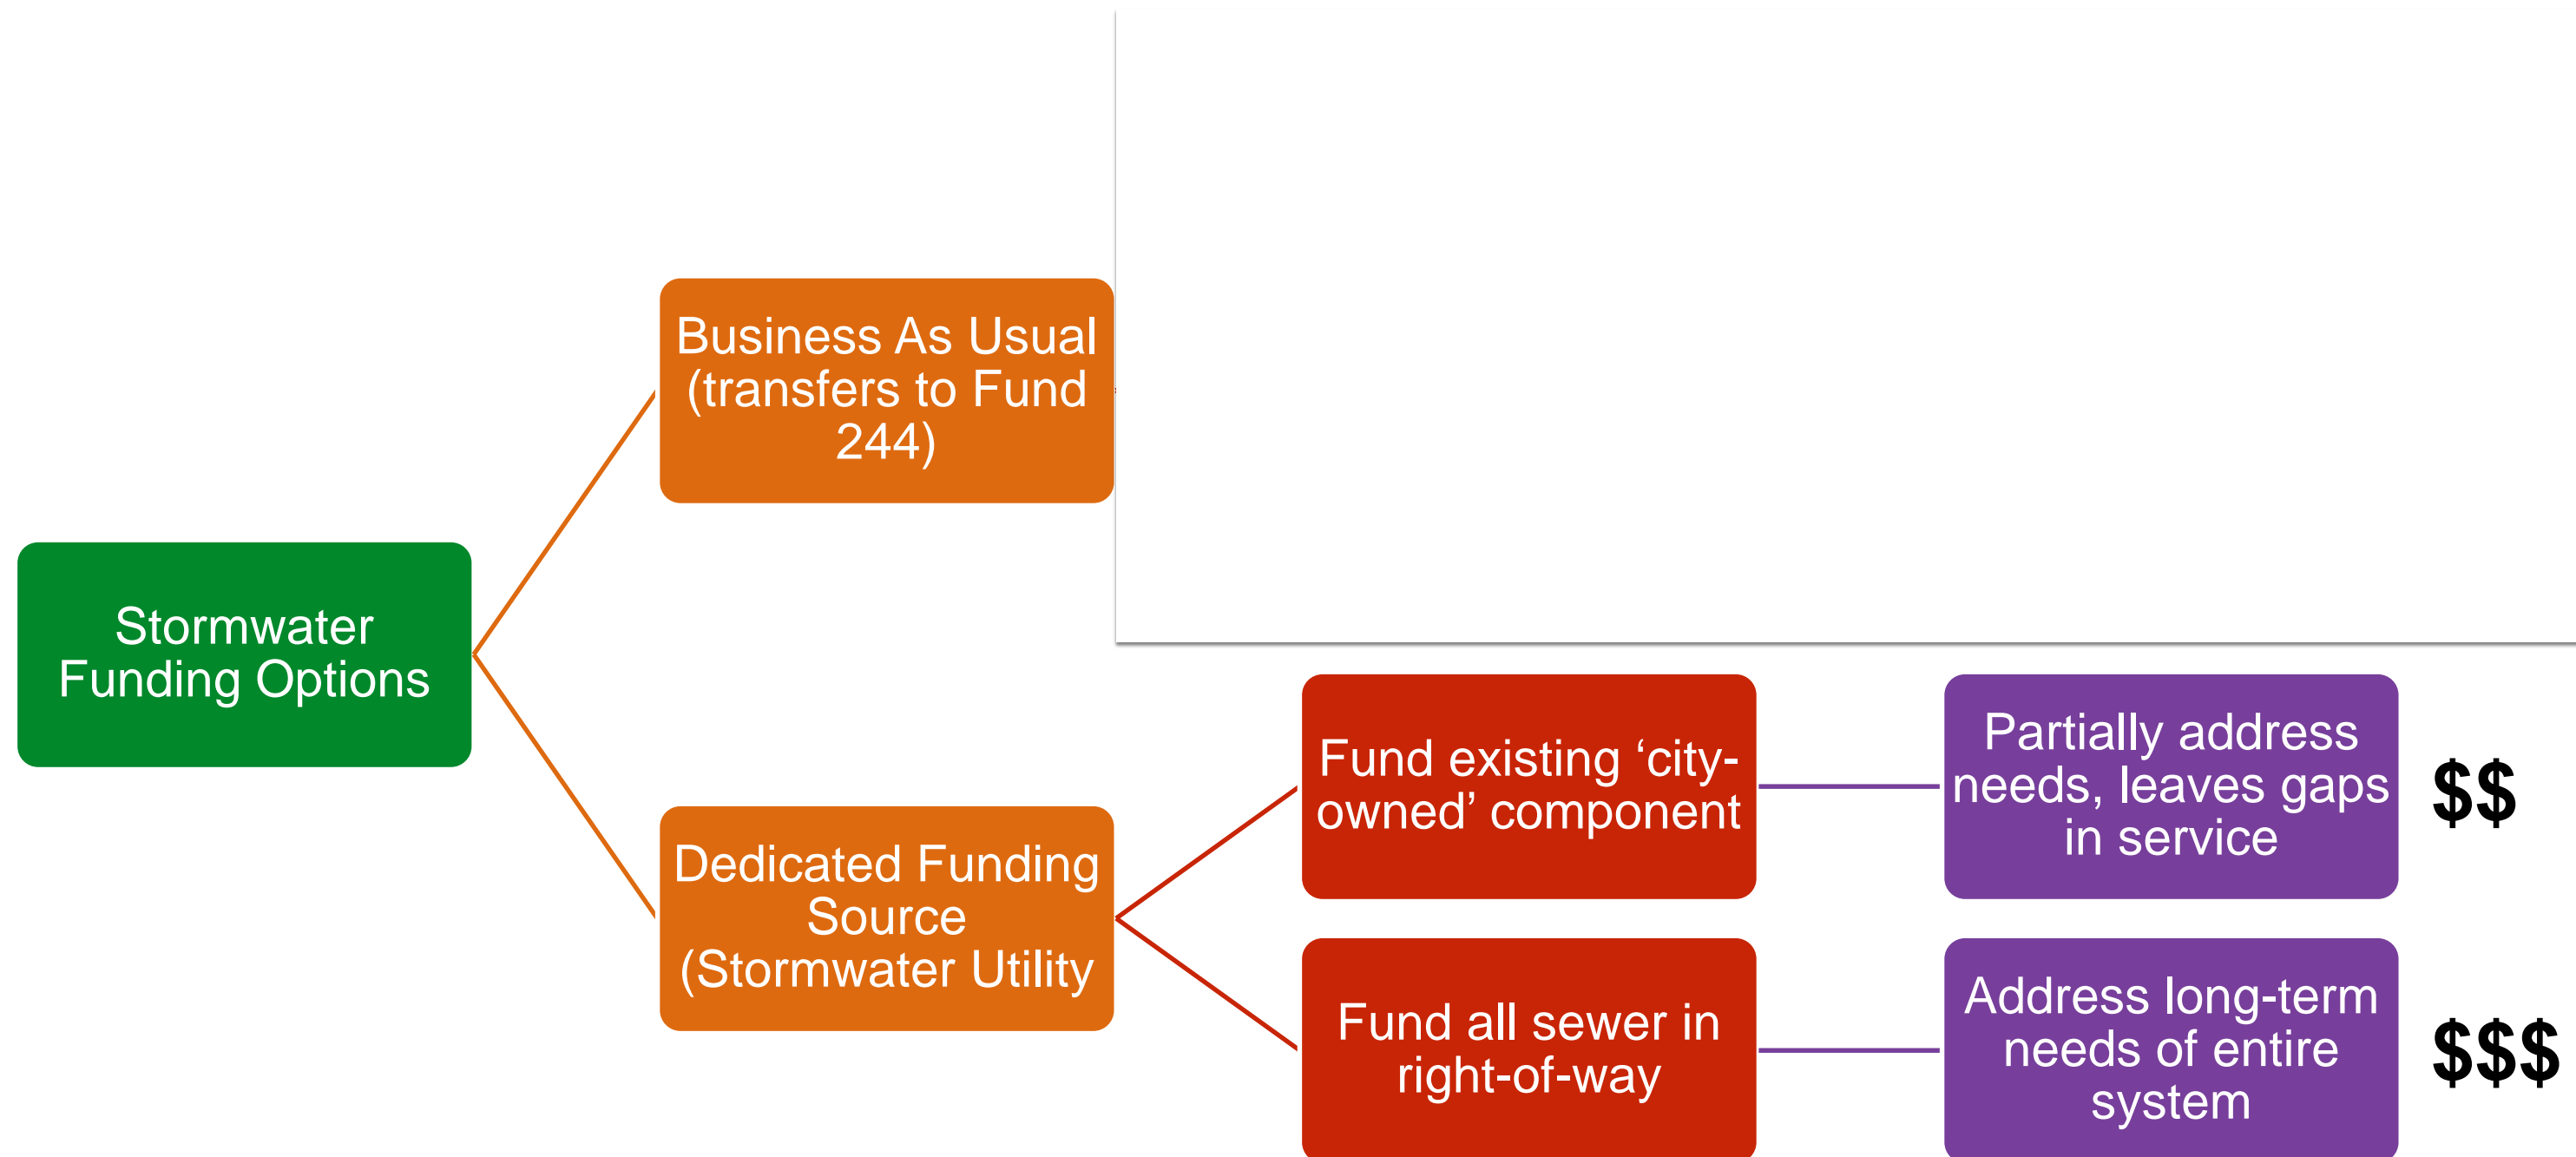 Stormwater
Funding Options
Business As Usual
(transfers to Fund
244)
Dedicated Funding
Source
(Stormwater Utility
Fund existing ‘city-
owned’ component
Partially address
needs, leaves gaps
in service
$$
Fund all sewer in
right-of-way
Address long-term
needs of entire
system
$$$